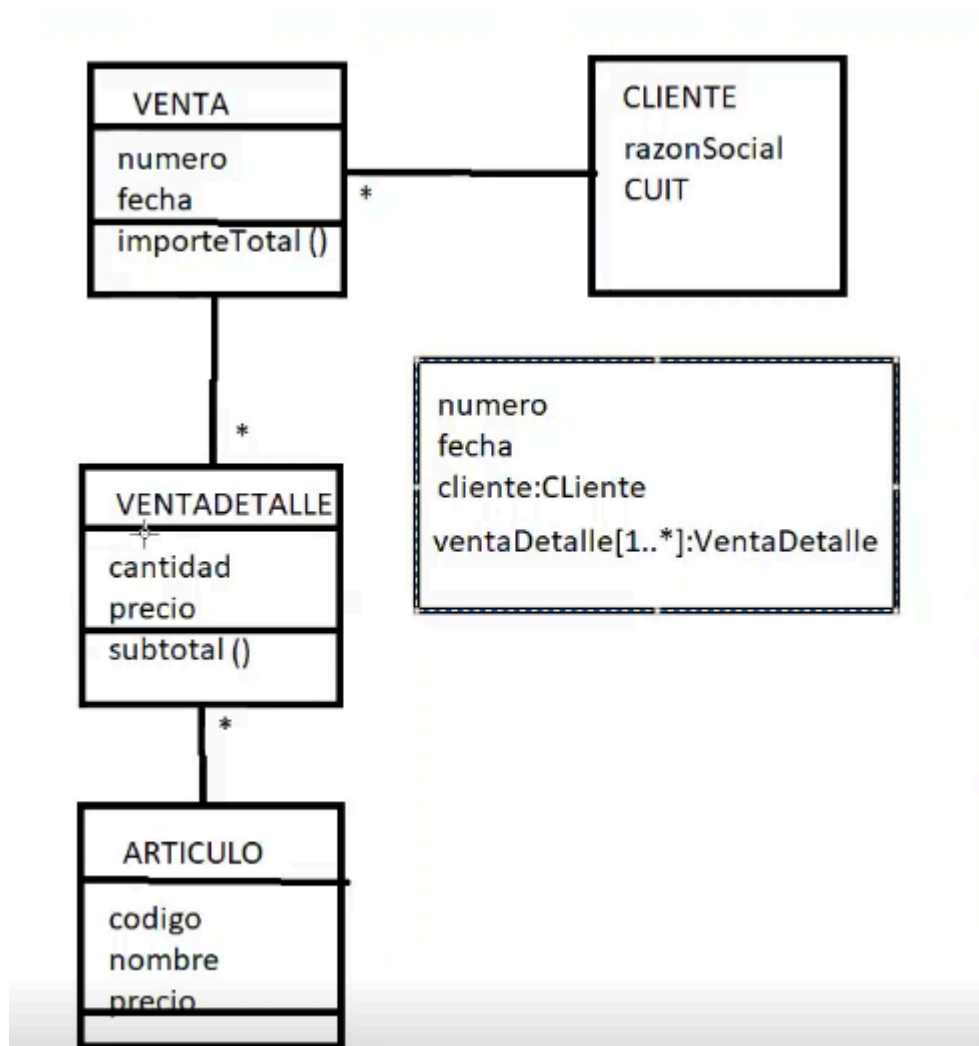 VENTA
numero
fecha
importeTotal ()
*
CLIENTE
razonSocial
CUIT
numero
fecha
cliente:CLiente
ventaDetalle[1..*]:VentaDetalle
*
VENTADETALLE
cantidad
precio
subtotal ()
*
ARTICULO
codigo
nombre
precio